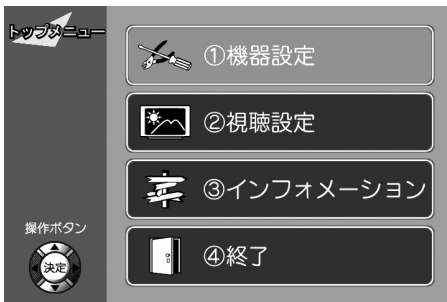 トップメニュー
①機器設定
②視聴設定
③インフォメーション
④終了
操作ボタン
決定